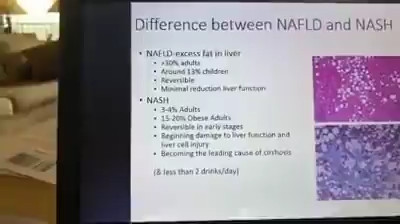 Difference between NAFLD and NASH
• NAFLD-excess fat in liver
• >30% adults
• Around 13% children
• Reversible
• Minimal reduction liver function
• NASH
• 3-4% Adults
• 15-20% Obese Adults
• Reversible in early stages
• Beginning damage to liver function and
liver cell injury
• Becoming the leading cause of cirrhosis
(& less than 2 drinks/day)